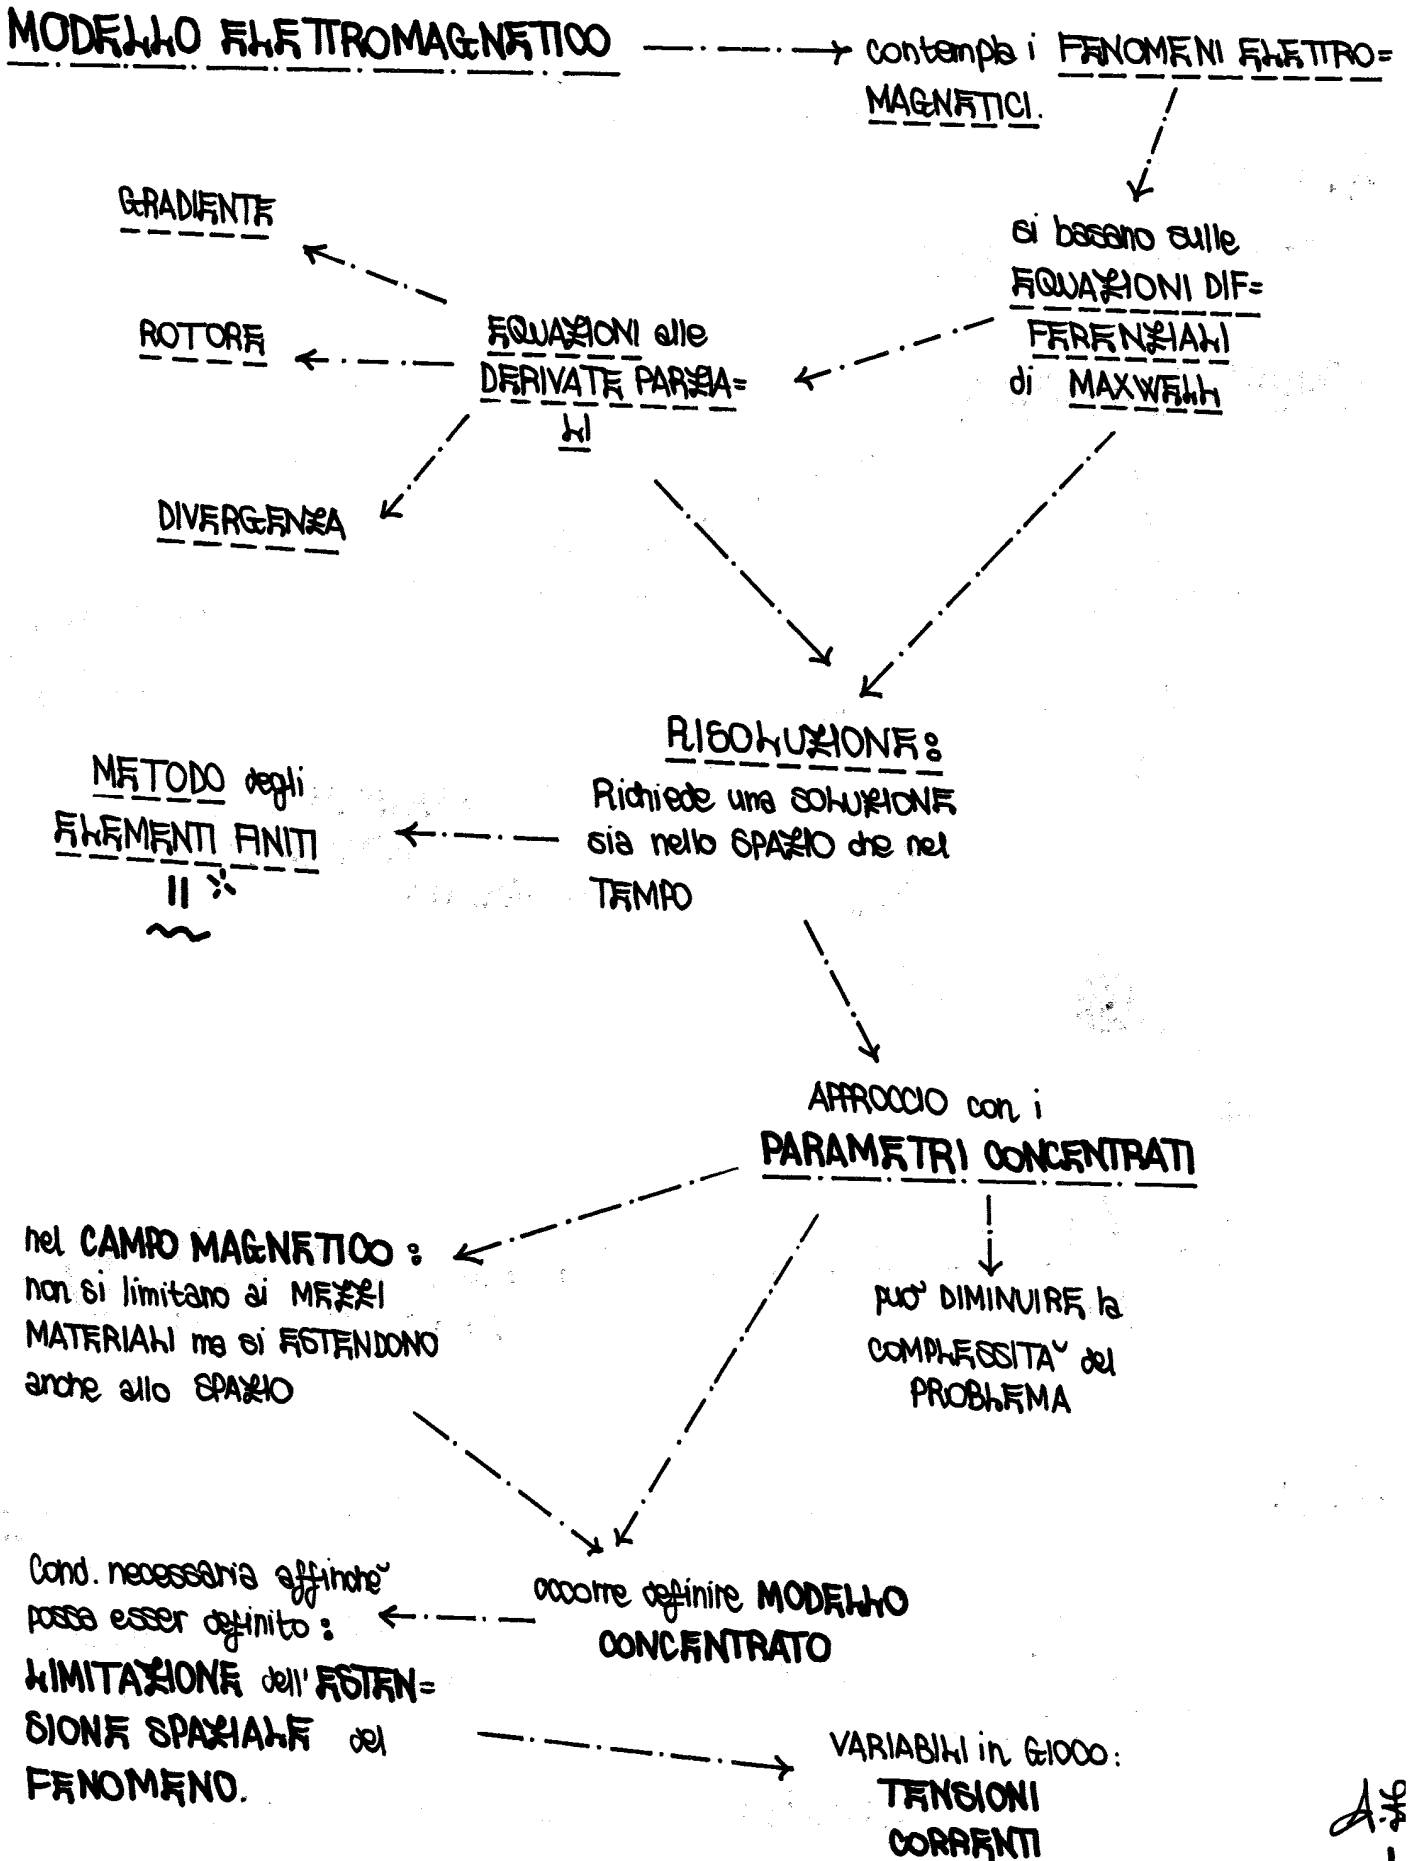 MODELLO ELETTROMAGNETICO
contempla i FENOMENI ELETTRO=
MAGNETICI.
si basano sulle
EQUAZIONI DIF=
FERENZIALI
di MAXWELL
GRADIENTE
ROTORE
DIVERGENZA
EQUAZIONI alle
DERIVATE PARZIA=
LI
RISOLUZIONE:
Richiede una SOLUZIONE
sia nello SPAZIO che nel
TEMPO
METODO degli
ELEMENTI FINITI
APPROCCIO con i
PARAMETRI CONCENTRATI
nel CAMPO MAGNETICO:
non si limitano ai MEZZI
MATERIALI ma si ESTENDONO
anche allo SPAZIO
può DIMINUIRE la
COMPLESSITÀ del
PROBLEMA
occorre definire MODELLO
CONCENTRATO
Cond. necessaria affinché
possa esser definito:
LIMITAZIONE dell'ESTEN=
SIONE SPAZIALE del
FENOMENO.
VARIABILI in GIOCO:
TENSIONI
CORRENTI